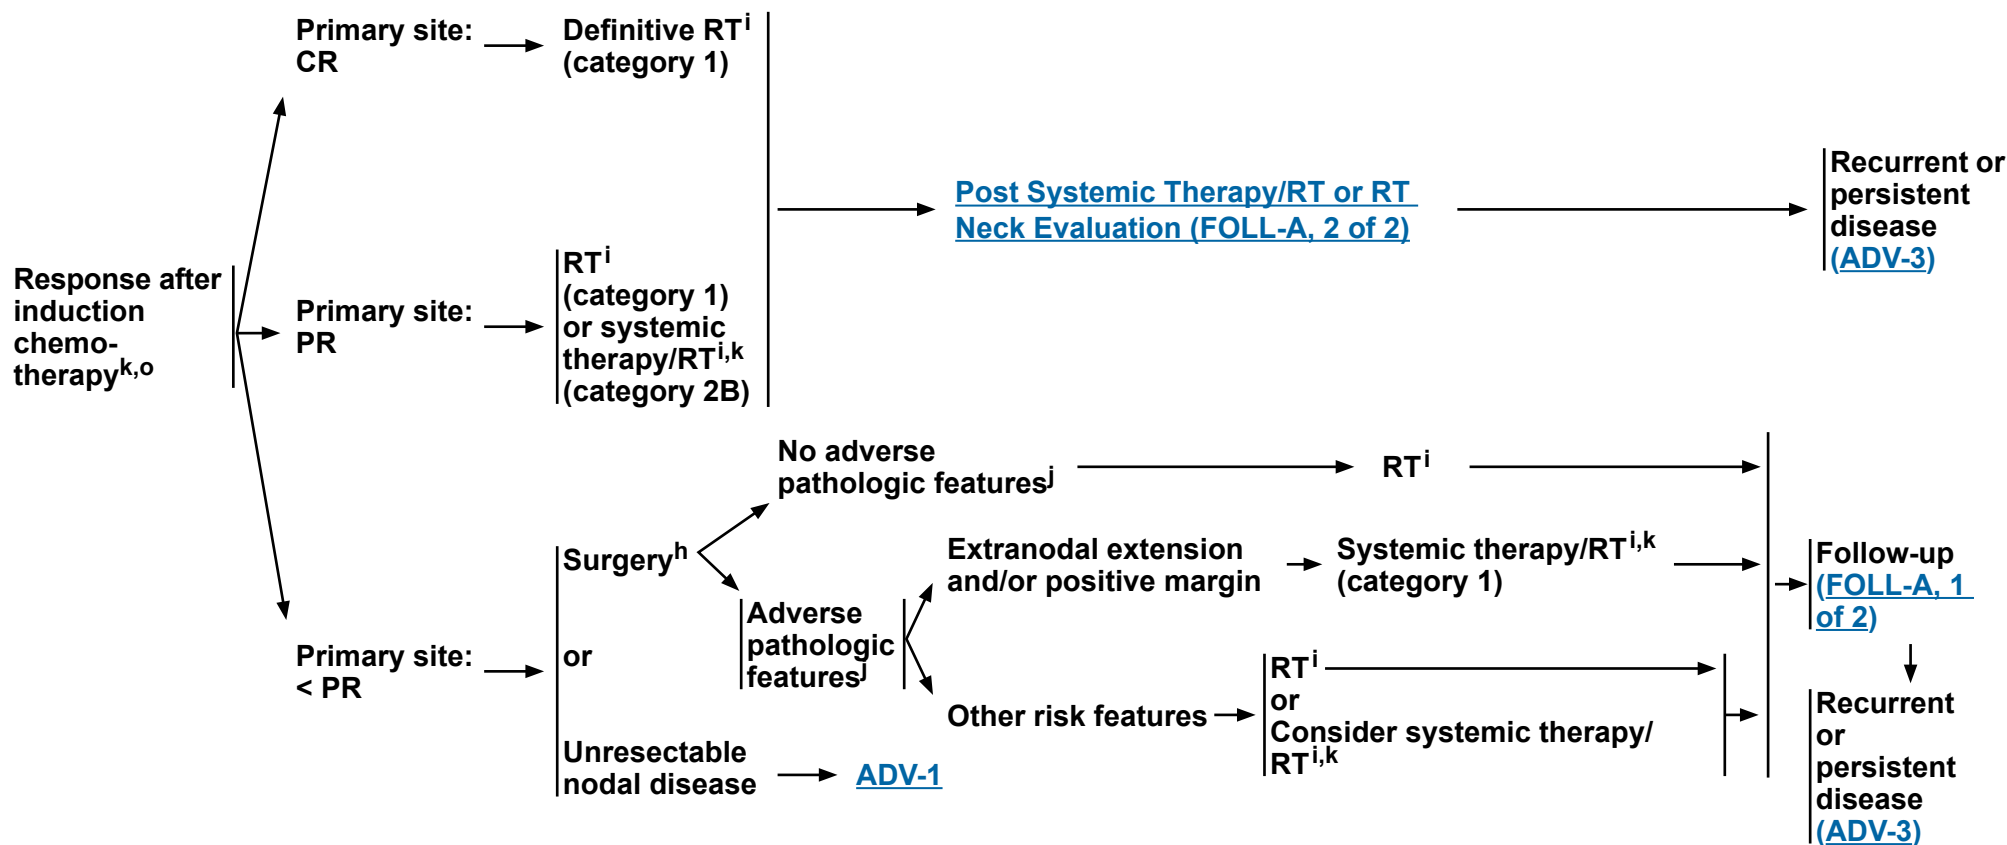 Response after
induction
chemo-
therapyk,o
Primary site:
CR
Definitive RTi
(category 1)
Primary site:
PR
RTi
(category 1)
or systemic
therapy/RTi,k
(category 2B)
Post Systemic Therapy/RT or RT
Neck Evaluation (FOLL-A, 2 of 2)
Recurrent or
persistent
disease
(ADV-3)
Primary site:
< PR
Surgeryh
or
Unresectable
nodal disease
ADV-1
No adverse
pathologic featuresj
RTi
Adverse
pathologic
featuresj
Extranodal extension
and/or positive margin
Systemic therapy/RTi,k
(category 1)
Other risk features
RTi
or
Consider systemic therapy/
RTi,k
Follow-up
(FOLL-A, 1
of 2)
Recurrent
or
persistent
disease
(ADV-3)